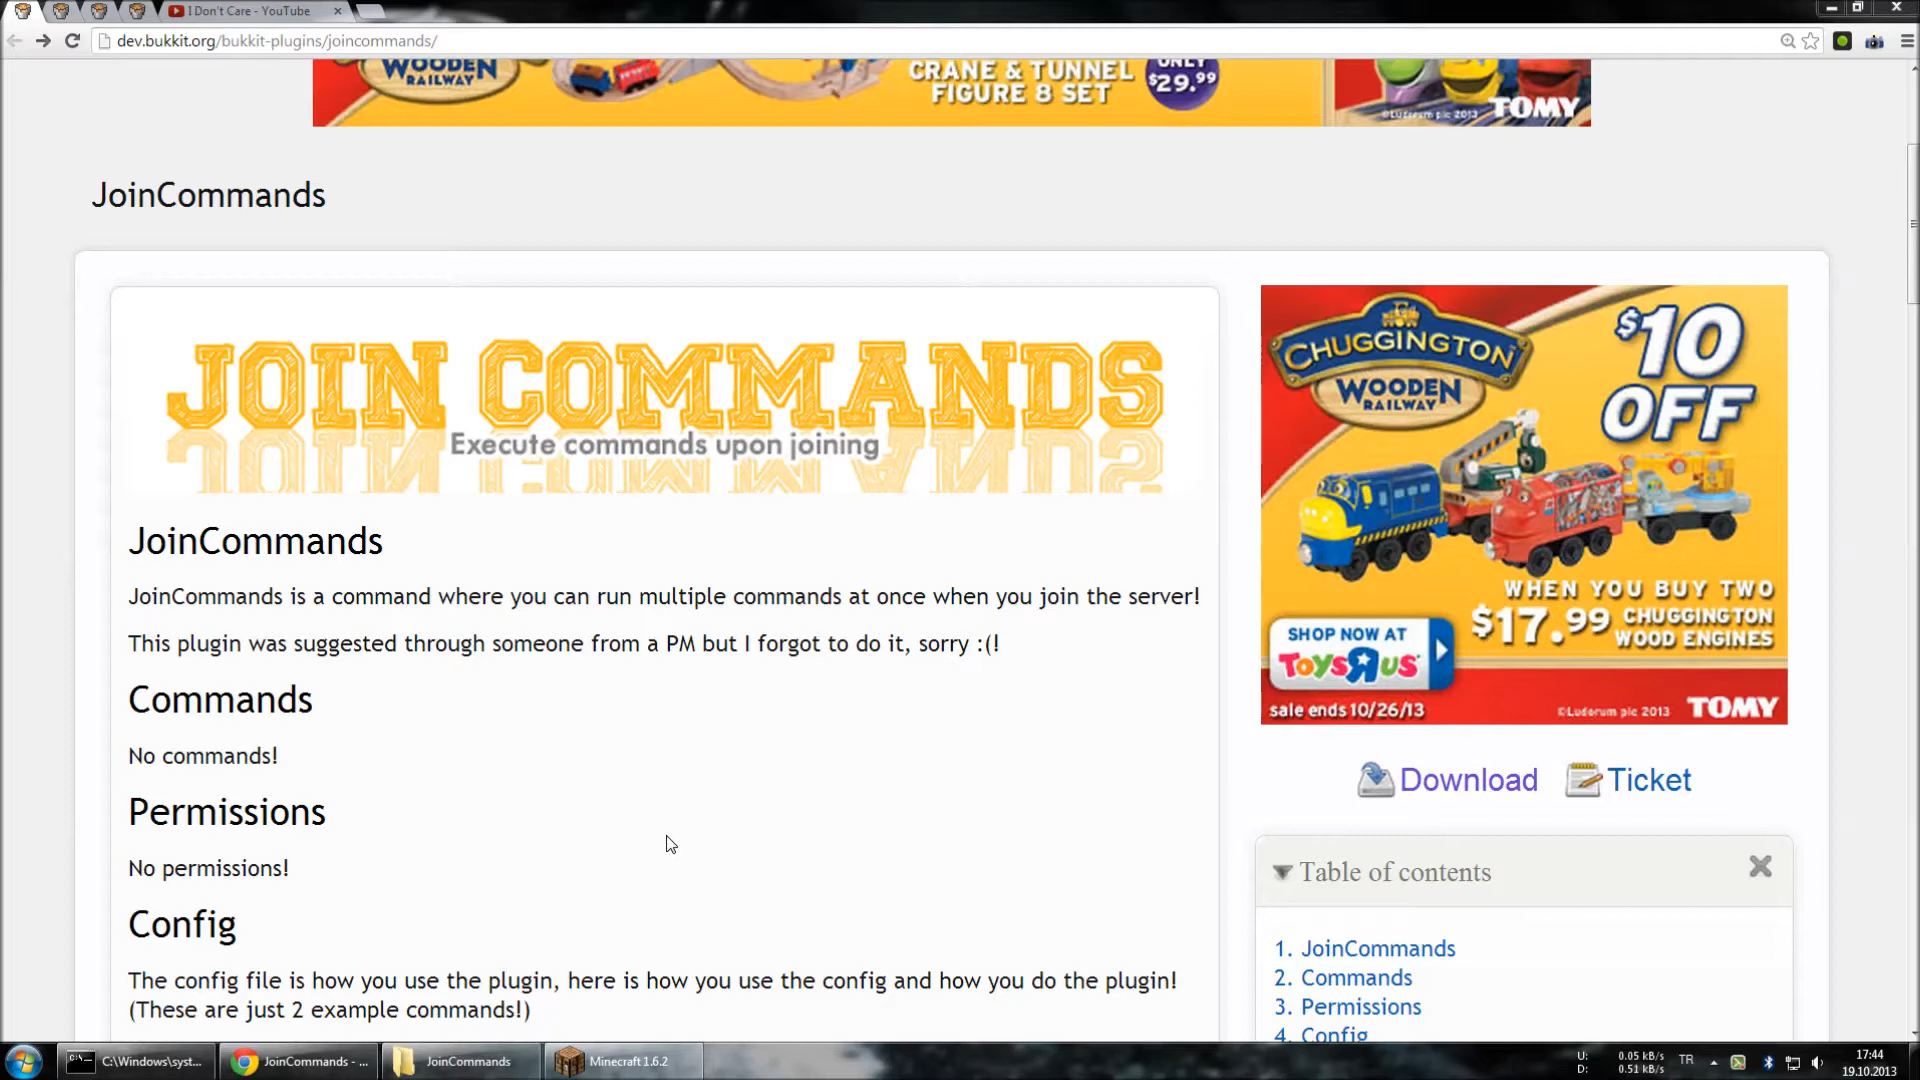 I Don't Care - YouTube
dev.bukkit.org/bukkit-plugins/joincommands/
WOODEN
RAILWAY
CRANE & TUNNEL
FIGURE 8 SET
ONLY
$29.99
©Ludorum plc 2013
TOMY
JoinCommands
JOIN COMMANDS
Execute commands upon joining
JoinCommands
JoinCommands is a command where you can run multiple commands at once when you join the server!
This plugin was suggested through someone from a PM but I forgot to do it, sorry :(!
Commands
No commands!
Permissions
No permissions!
Config
The config file is how you use the plugin, here is how you use the config and how you do the plugin!
(These are just 2 example commands!)
CHUGGINGTON
WOODEN
RAILWAY
$10
OFF
WHEN YOU BUY TWO
$17.99 CHUGGINGTON
WOOD ENGINES
SHOP NOW AT
TOYSRUS
sale ends 10/26/13
©Ludorum plc 2013
TOMY
Download
Ticket
Table of contents
1. JoinCommands
2. Commands
3. Permissions
4. Config
C:\Windows\syst...
JoinCommands - ...
JoinCommands
Minecraft 1.6.2
U: 0.05 kB/s
D: 0.51 kB/s
TR
17:44
19.10.2013